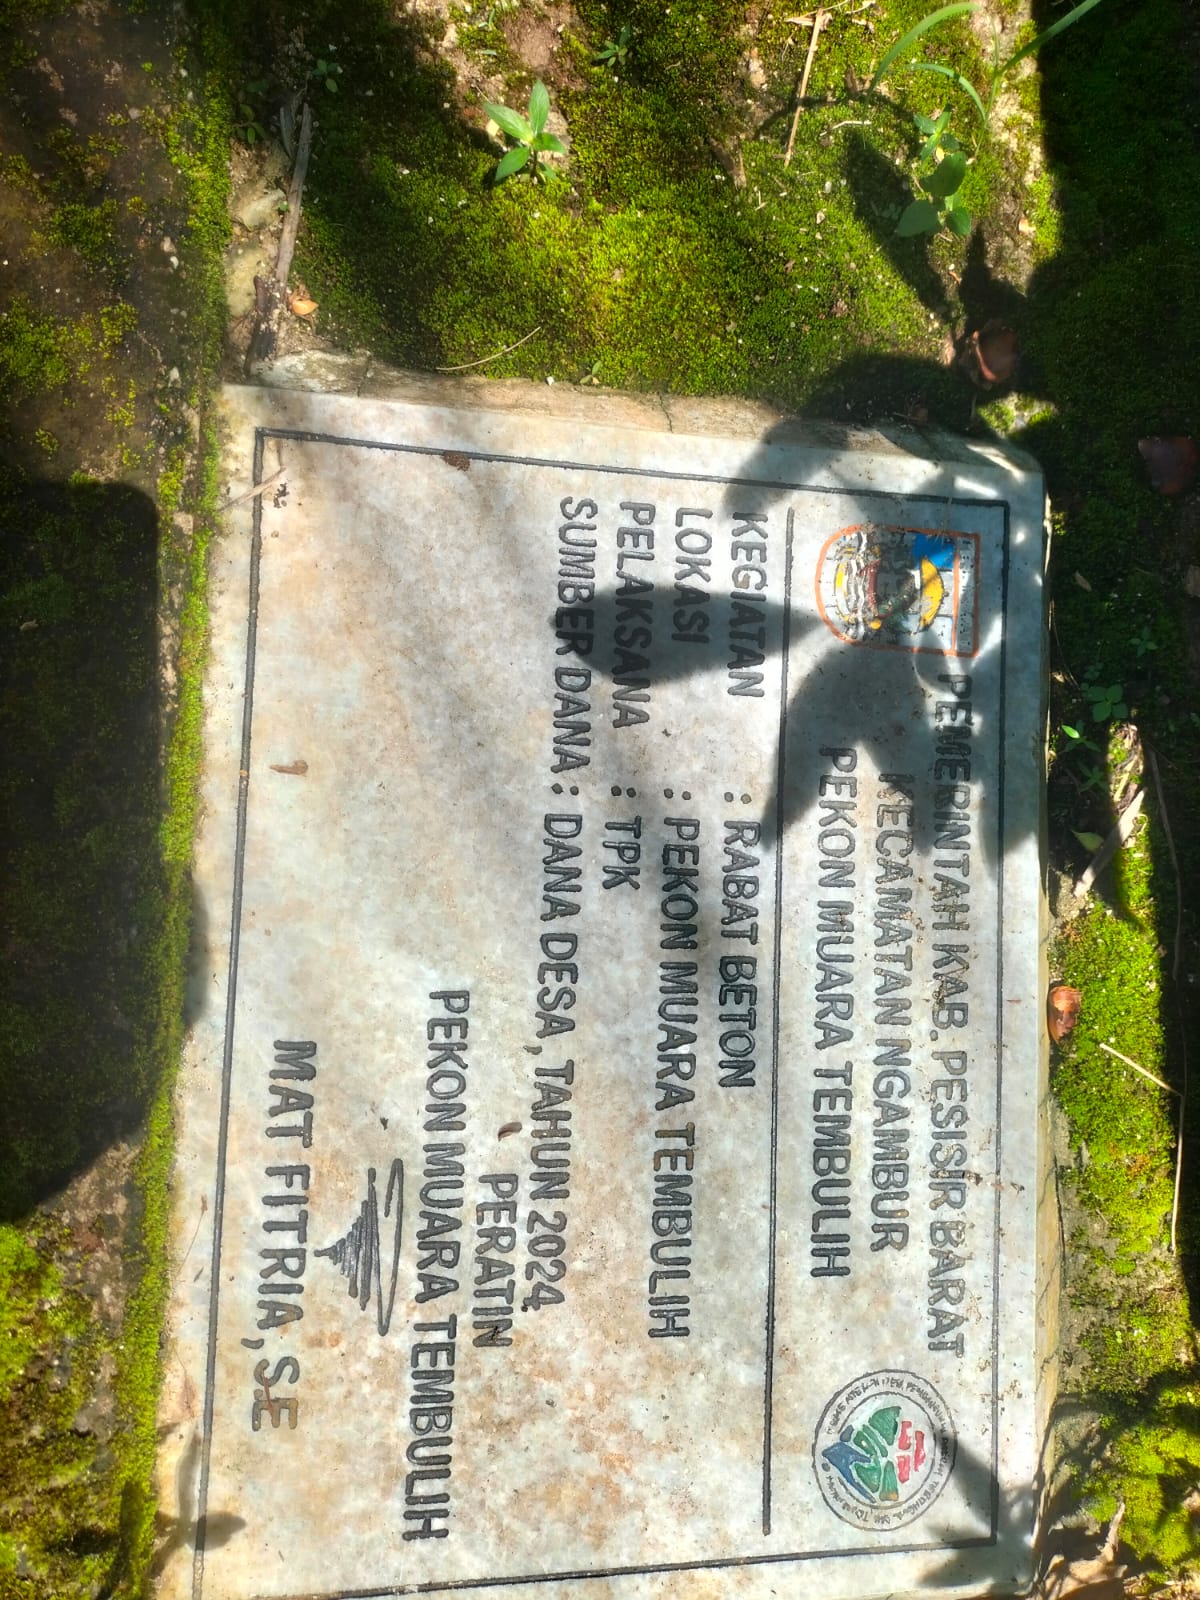 PEMERINTAH KAB. PESISIR BARAT
KECAMATAN NGAMBUR
PEKON MUARA TEMBULIH
KEGIATAN : RABAT BETON
LOKASI : PEKON MUARA TEMBULIH
PELAKSANA : TPK
SUMBER DANA : DANA DESA, TAHUN 2024
PERATIN
PEKON MUARA TEMBULIH
MAT FITRIA, SE